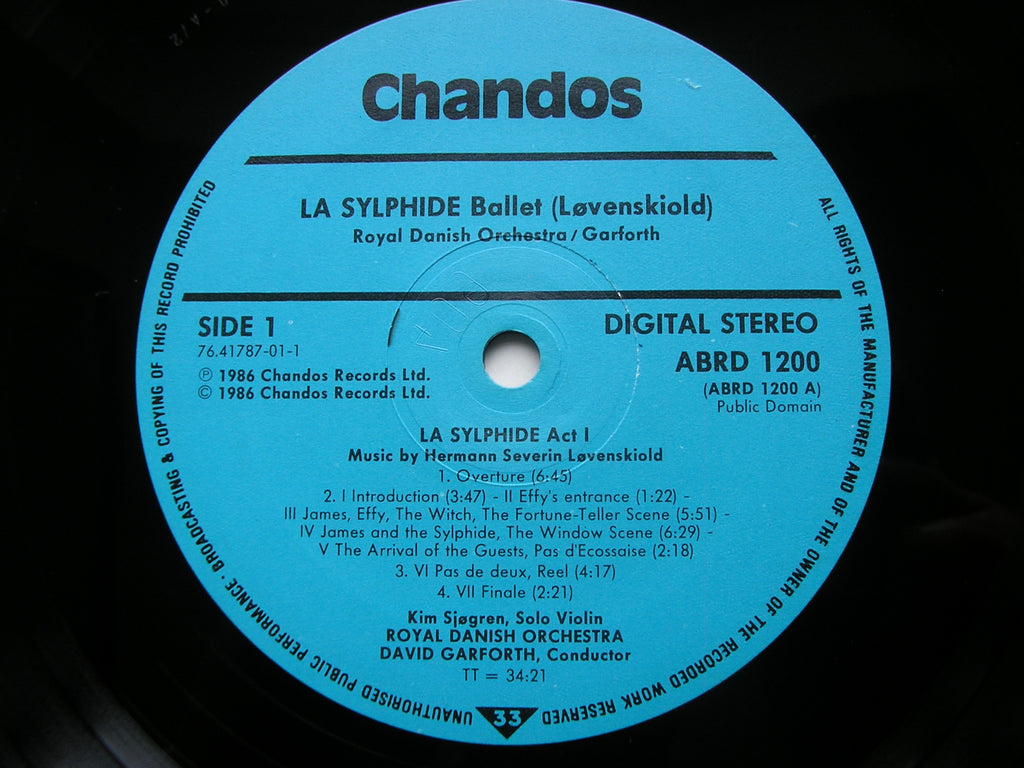 Chandos
LA SYLPHIDE Ballet (Løvenskiold)
Royal Danish Orchestra/Garforth
SIDE 1
76.41787-01-1
℗ 1986 Chandos Records Ltd.
© 1986 Chandos Records Ltd.
DIGITAL STEREO
ABRD 1200
(ABRD 1200 A)
Public Domain
LA SYLPHIDE Act I
Music by Hermann Severin Løvenskiold
1. Overture (6:45)
2. I Introduction (3:47) - II Effy's entrance (1:22) -
III James, Effy, The Witch, The Fortune-Teller Scene (5:51) -
IV James and the Sylphide, The Window Scene (6:29) -
V The Arrival of the Guests, Pas d'Ecossaise (2:18)
3. VI Pas de deux, Reel (4:17)
4. VII Finale (2:21)
Kim Sjøgren, Solo Violin
ROYAL DANISH ORCHESTRA
DAVID GARFORTH, Conductor
TT = 34:21
33
ALL RIGHTS OF THE MANUFACTURER AND OF THE OWNER OF THE RECORDED WORK RESERVED
UNAUTHORISED PUBLIC PERFORMANCE · BROADCASTING & COPYING OF THIS RECORD PROHIBITED